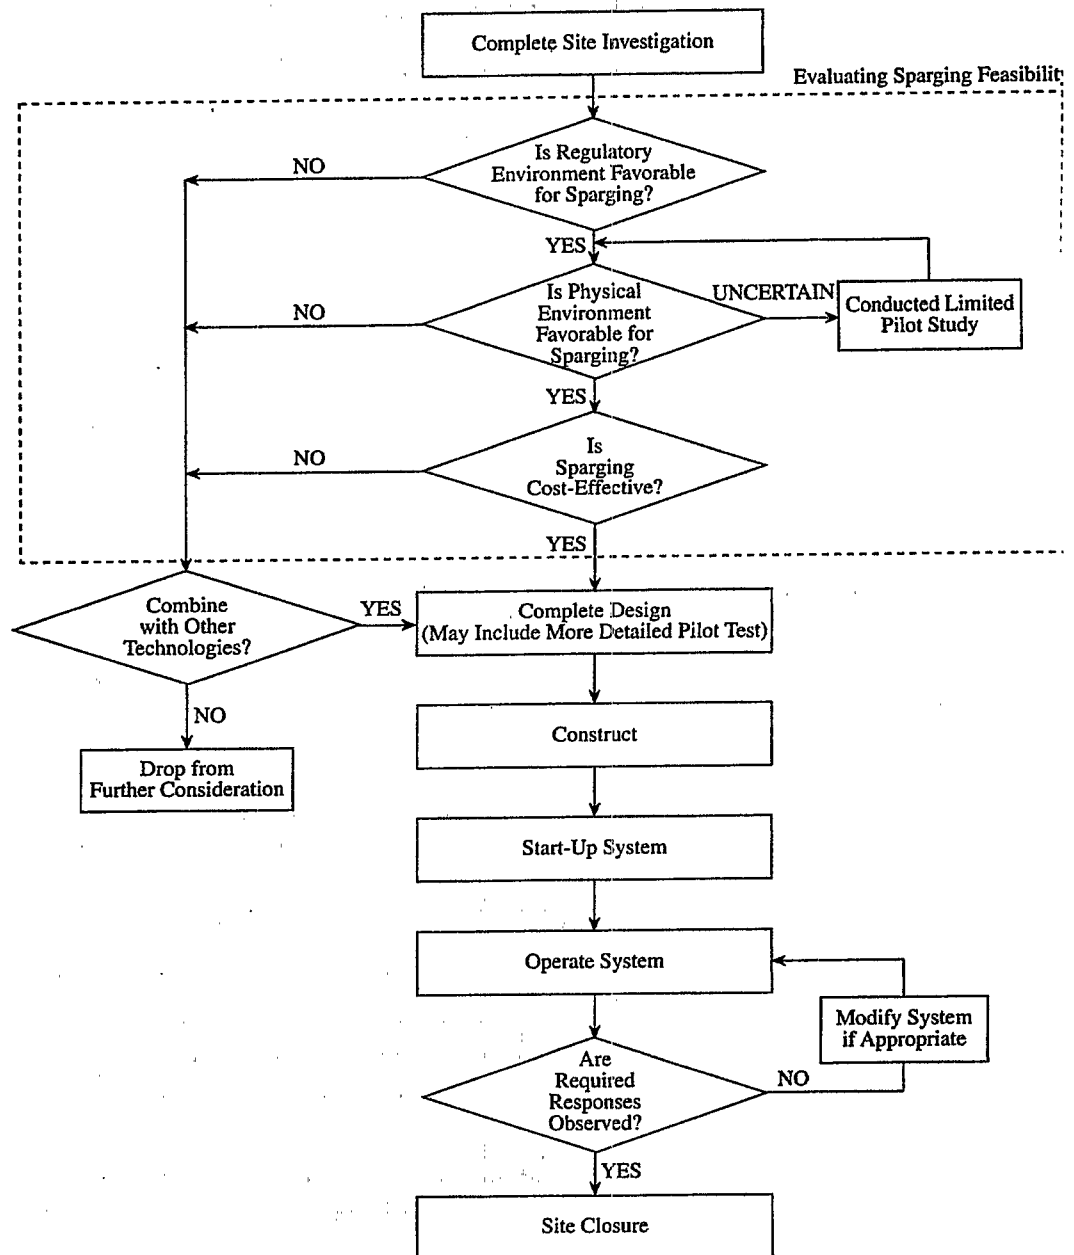 Complete Site Investigation
Evaluating Sparging Feasibilit
Is Regulatory
Environment Favorable
for Sparging?
NO
YES
Is Physical
Environment
Favorable for
Sparging?
NO
UNCERTAIN
Conducted Limited
Pilot Study
YES
Is
Sparging
Cost-Effective?
NO
YES
Combine
with Other
Technologies?
YES
Complete Design
(May Include More Detailed Pilot Test)
NO
Drop from
Further Consideration
Construct
Start-Up System
Operate System
Modify System
if Appropriate
Are
Required
Responses
Observed?
NO
YES
Site Closure